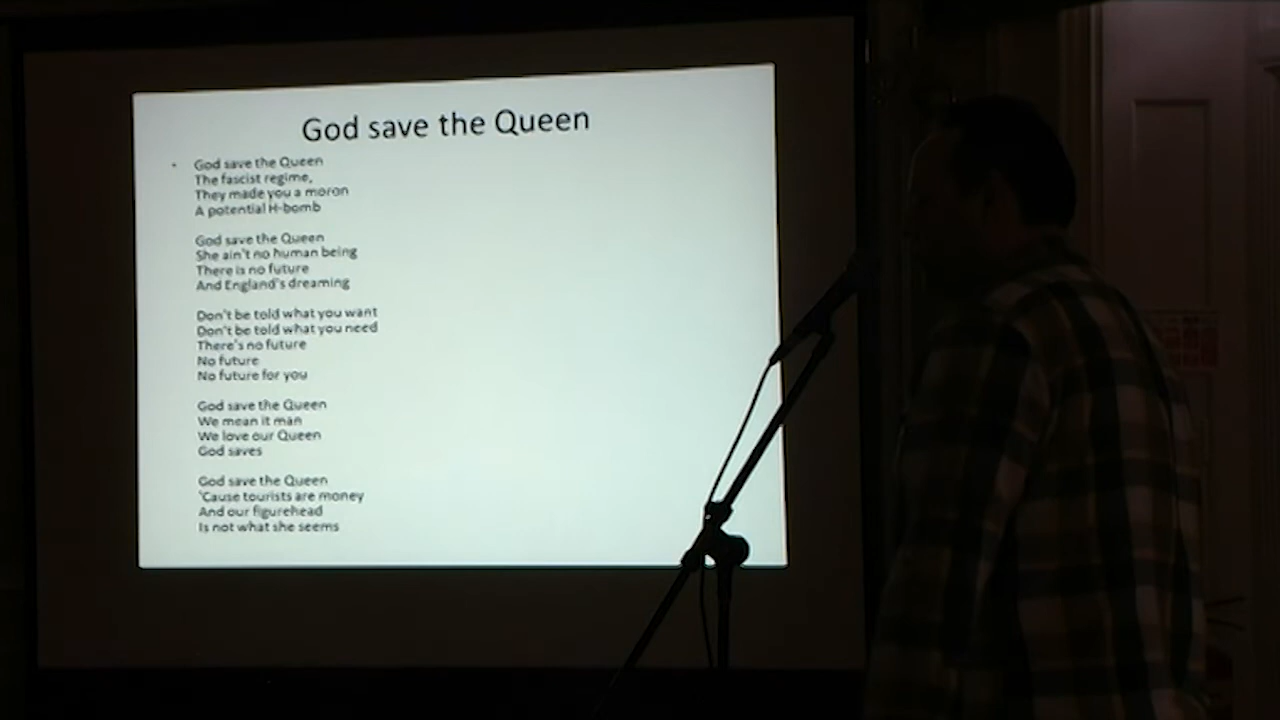 God save the Queen
• God save the Queen
The fascist regime,
They made you a moron
A potential H-bomb
God save the Queen
She ain't no human being
There is no future
And England's dreaming
Don't be told what you want
Don't be told what you need
There's no future
No future
No future for you
God save the Queen
We mean it man
We love our Queen
God saves
God save the Queen
'Cause tourists are money
And our figurehead
Is not what she seems